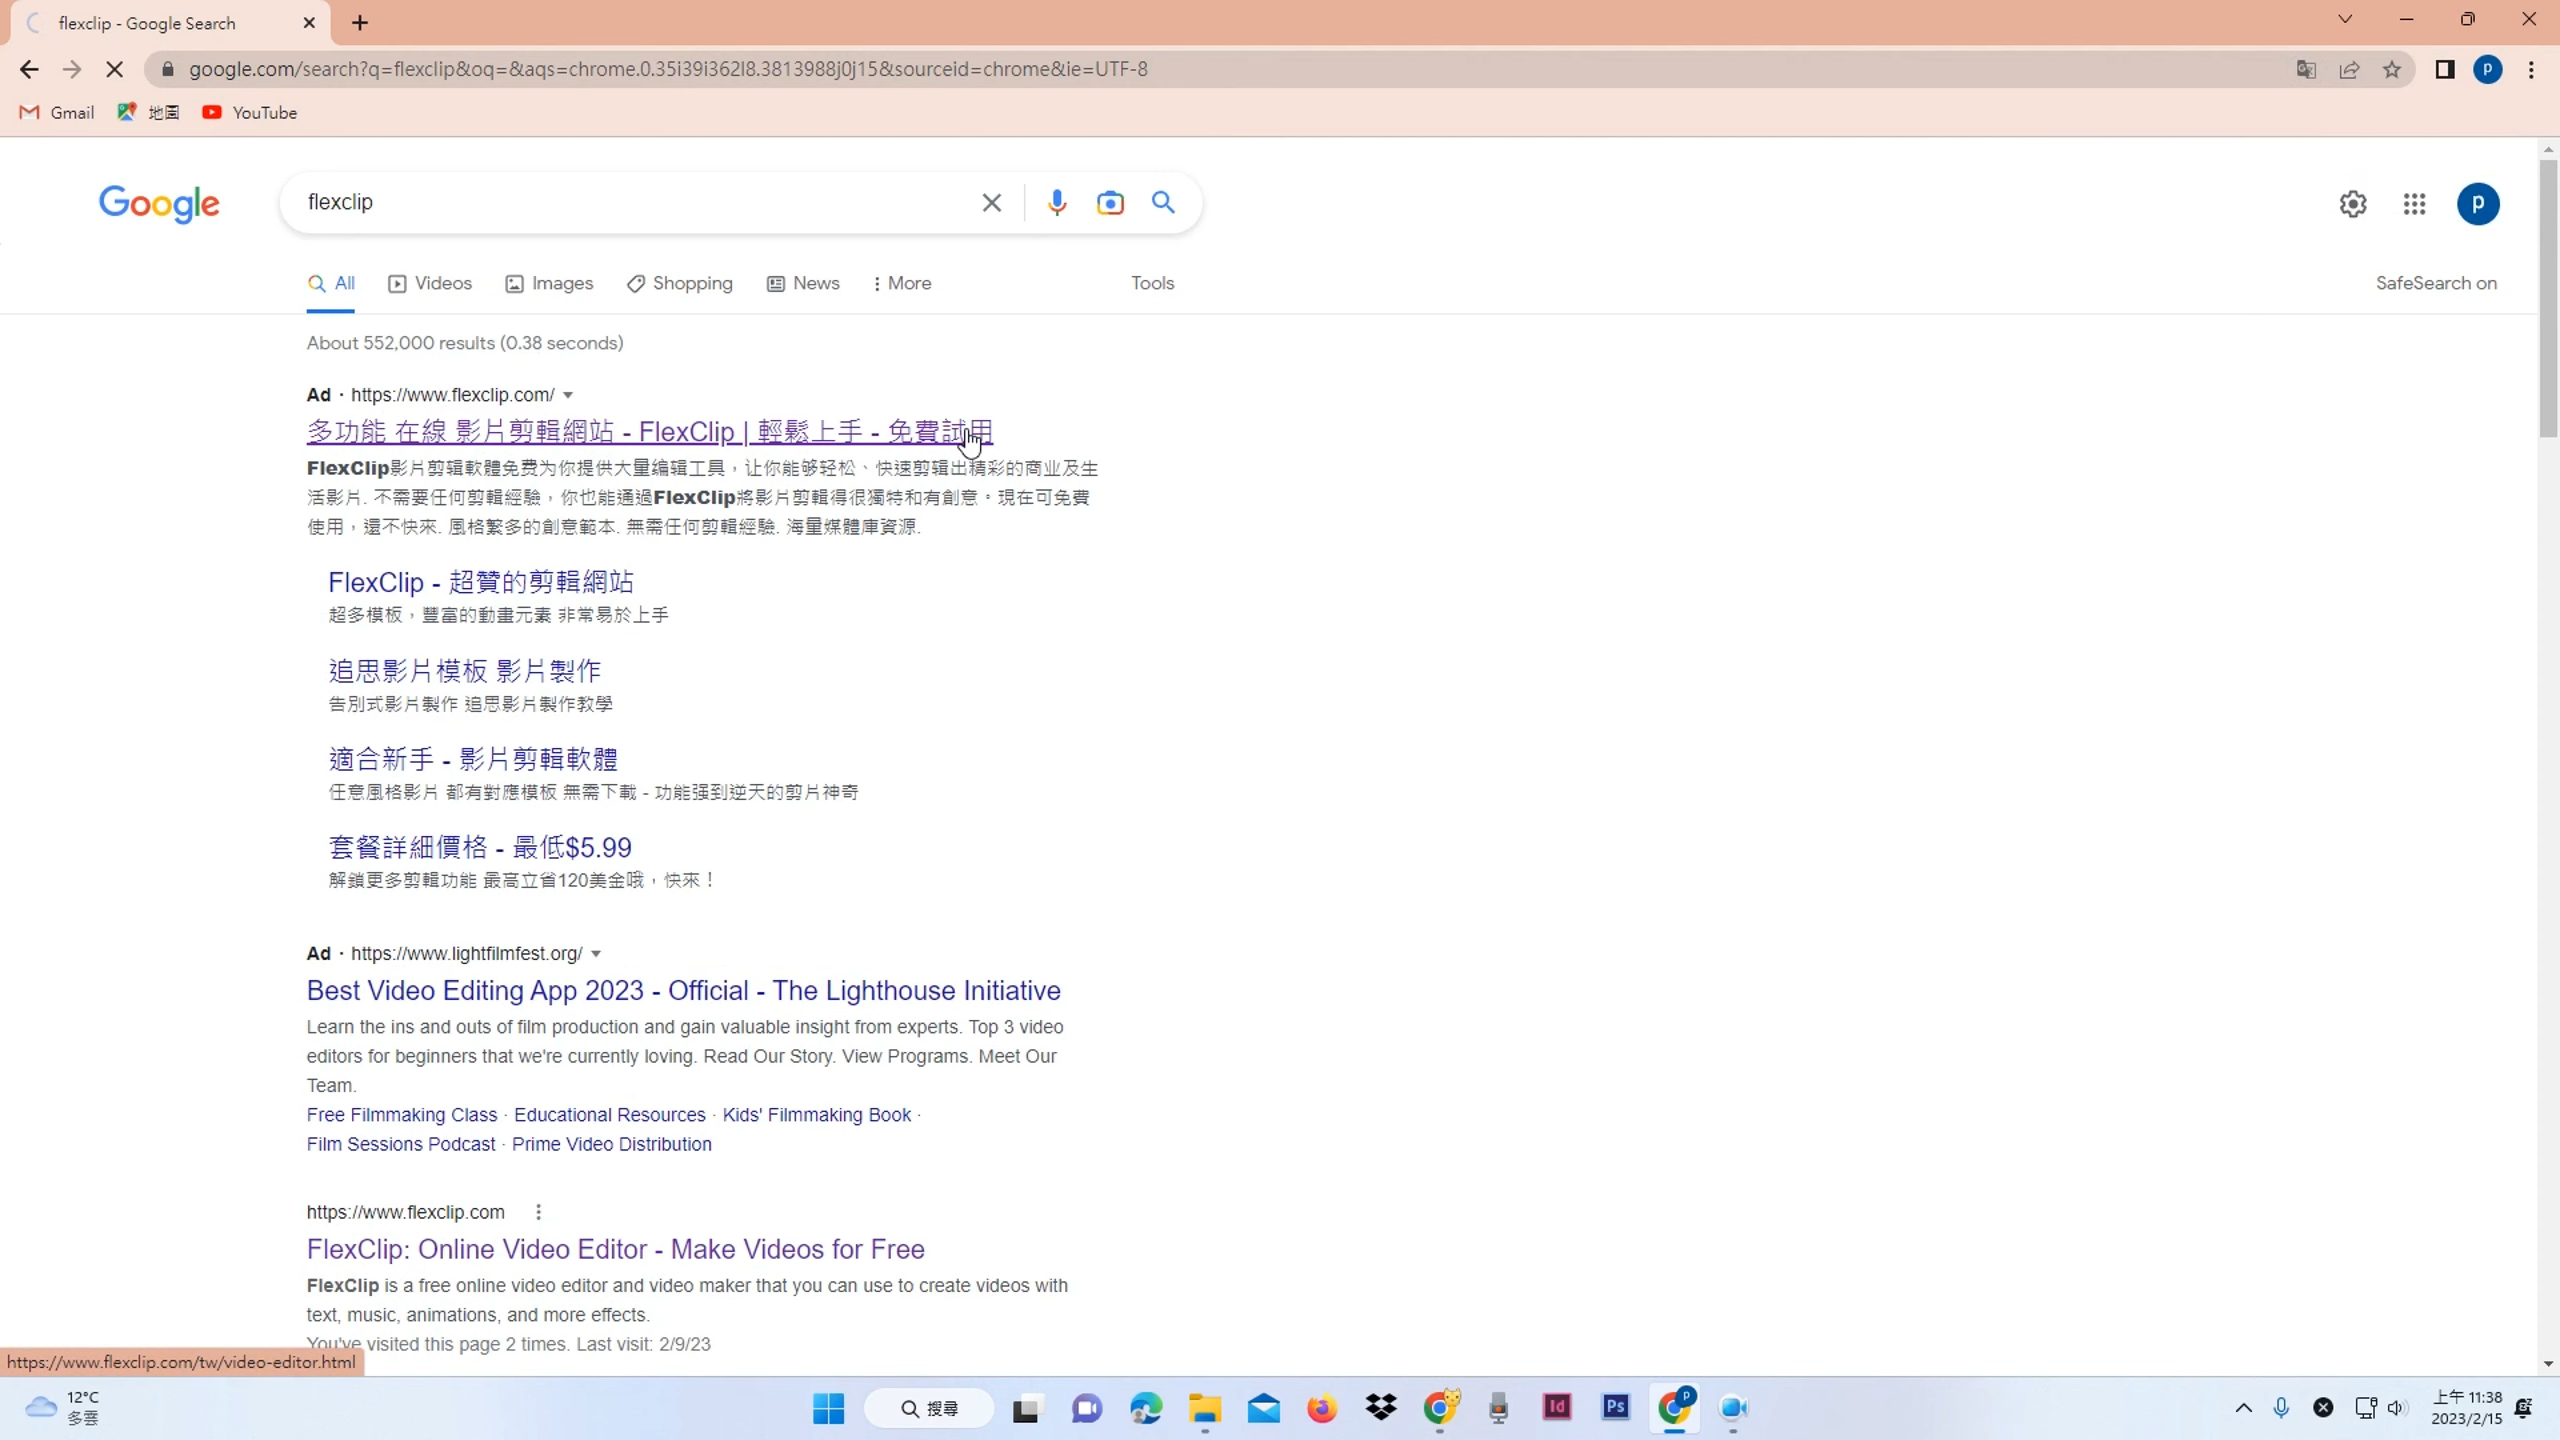 flexclip - Google Search
google.com/search?q=flexclip&oq=&aqs=chrome.0.35i39i362l8.3813988j0j15&sourceid=chrome&ie=UTF-8
P
Gmail 地圖 YouTube
Google flexclip
p
All Videos Images Shopping News More Tools SafeSearch on
About 552,000 results (0.38 seconds)
Ad · https://www.flexclip.com/
多功能 在線 影片剪輯網站 - FlexClip | 輕鬆上手 - 免費試用
FlexClip影片剪辑軟體免费为你提供大量编辑工具，让你能够轻松、快速剪辑出精彩的商业及生
活影片. 不需要任何剪輯經驗，你也能通過FlexClip將影片剪輯得很獨特和有創意。現在可免費
使用，還不快來. 風格繁多的創意範本. 無需任何剪輯經驗. 海量媒體庫資源.
FlexClip - 超贊的剪輯網站
超多模板，豐富的動畫元素 非常易於上手
追思影片模板 影片製作
告別式影片製作 追思影片製作教學
適合新手 - 影片剪輯軟體
任意風格影片 都有對應模板 無需下載 - 功能强到逆天的剪片神奇
套餐詳細價格 - 最低$5.99
解鎖更多剪輯功能 最高立省120美金哦，快來！
Ad · https://www.lightfilmfest.org/
Best Video Editing App 2023 - Official - The Lighthouse Initiative
Learn the ins and outs of film production and gain valuable insight from experts. Top 3 video
editors for beginners that we're currently loving. Read Our Story. View Programs. Meet Our
Team.
Free Filmmaking Class · Educational Resources · Kids' Filmmaking Book ·
Film Sessions Podcast · Prime Video Distribution
https://www.flexclip.com
FlexClip: Online Video Editor - Make Videos for Free
FlexClip is a free online video editor and video maker that you can use to create videos with
text, music, animations, and more effects.
You've visited this page 2 times. Last visit: 2/9/23
https://www.flexclip.com/tw/video-editor.html
12°C
多雲
搜尋
Id
Ps
P
上午 11:38
2023/2/15